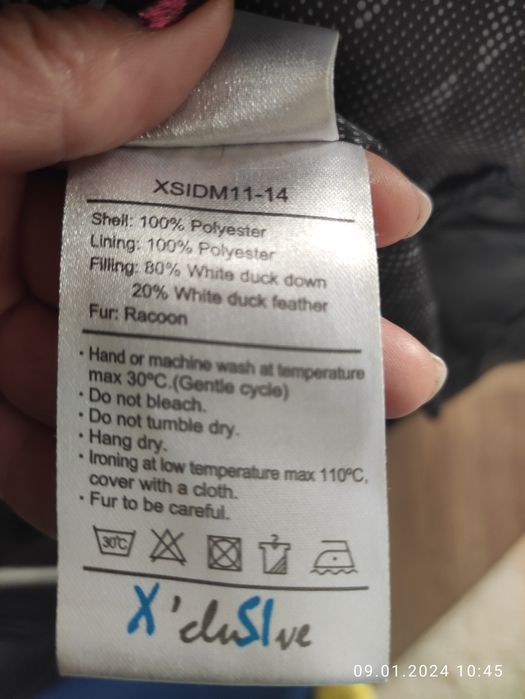 XSIDM11-14
Shell: 100% Polyester
Lining: 100% Polyester
Filling: 80% White duck down
20% White duck feather
Fur: Racoon
· Hand or machine wash at temperature
max 30ºC.(Gentle cycle)
· Do not bleach.
· Do not tumble dry.
· Hang dry.
· Ironing at low temperature max 110ºC,
cover with a cloth.
· Fur to be careful.
30℃
X'cluSIve
09.01.2024 10:45